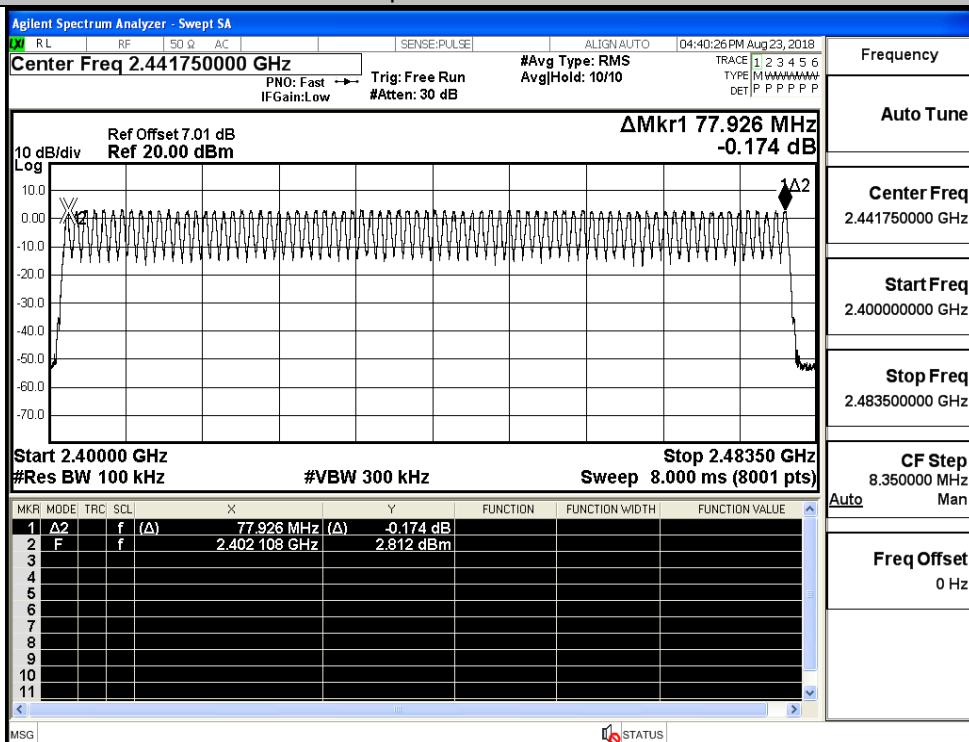 Agilent Spectrum Analyzer - Swept SA
LXI RL RF 50 Ω AC SENSE:PULSE ALIGN AUTO 04:40:26 PM Aug 23, 2018
Center Freq 2.441750000 GHz
PNO: Fast
IFGain:Low
Trig: Free Run
#Atten: 30 dB
#Avg Type: RMS
Avg|Hold: 10/10
TRACE 1 2 3 4 5 6
TYPE M W W W W W
DET P P P P P P
ΔMkr1 77.926 MHz
-0.174 dB
Ref Offset 7.01 dB
10 dB/div Ref 20.00 dBm
Log
1Δ2
10.0
0.00
2
-10.0
-20.0
-30.0
-40.0
-50.0
-60.0
-70.0
Start 2.40000 GHz Stop 2.48350 GHz
#Res BW 100 kHz #VBW 300 kHz Sweep 8.000 ms (8001 pts)
MKR MODE TRC SCL X Y FUNCTION FUNCTION WIDTH FUNCTION VALUE
1 Δ2 f (Δ) 77.926 MHz (Δ) -0.174 dB
2 F f 2.402 108 GHz 2.812 dBm
3
4
5
6
7
8
9
10
11
MSG STATUS
Frequency
Auto Tune
Center Freq
2.441750000 GHz
Start Freq
2.400000000 GHz
Stop Freq
2.483500000 GHz
CF Step
8.350000 MHz
Auto Man
Freq Offset
0 Hz